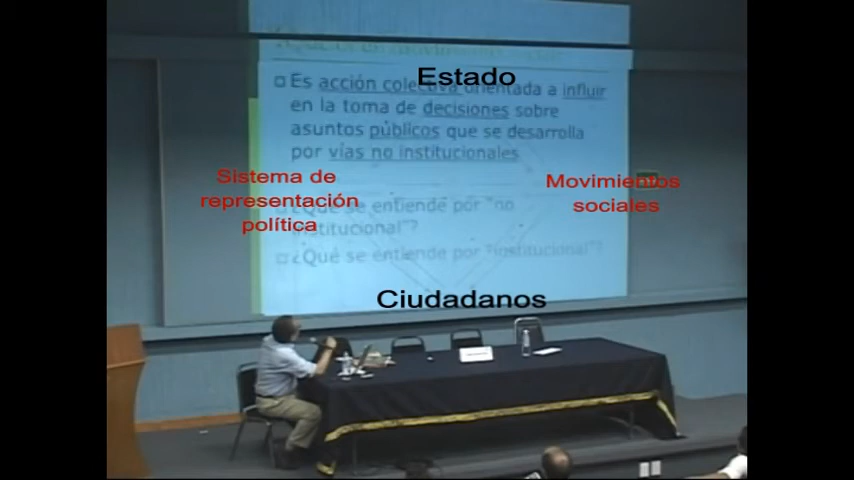 Estado
Es acción colectiva orientada a influir
en la toma de decisiones sobre
asuntos públicos que se desarrolla
por vías no institucionales
Sistema de
representación
política
Movimientos
sociales
¿Qué se entiende por "no
institucional"?
¿Qué se entiende por "institucional"?
Ciudadanos